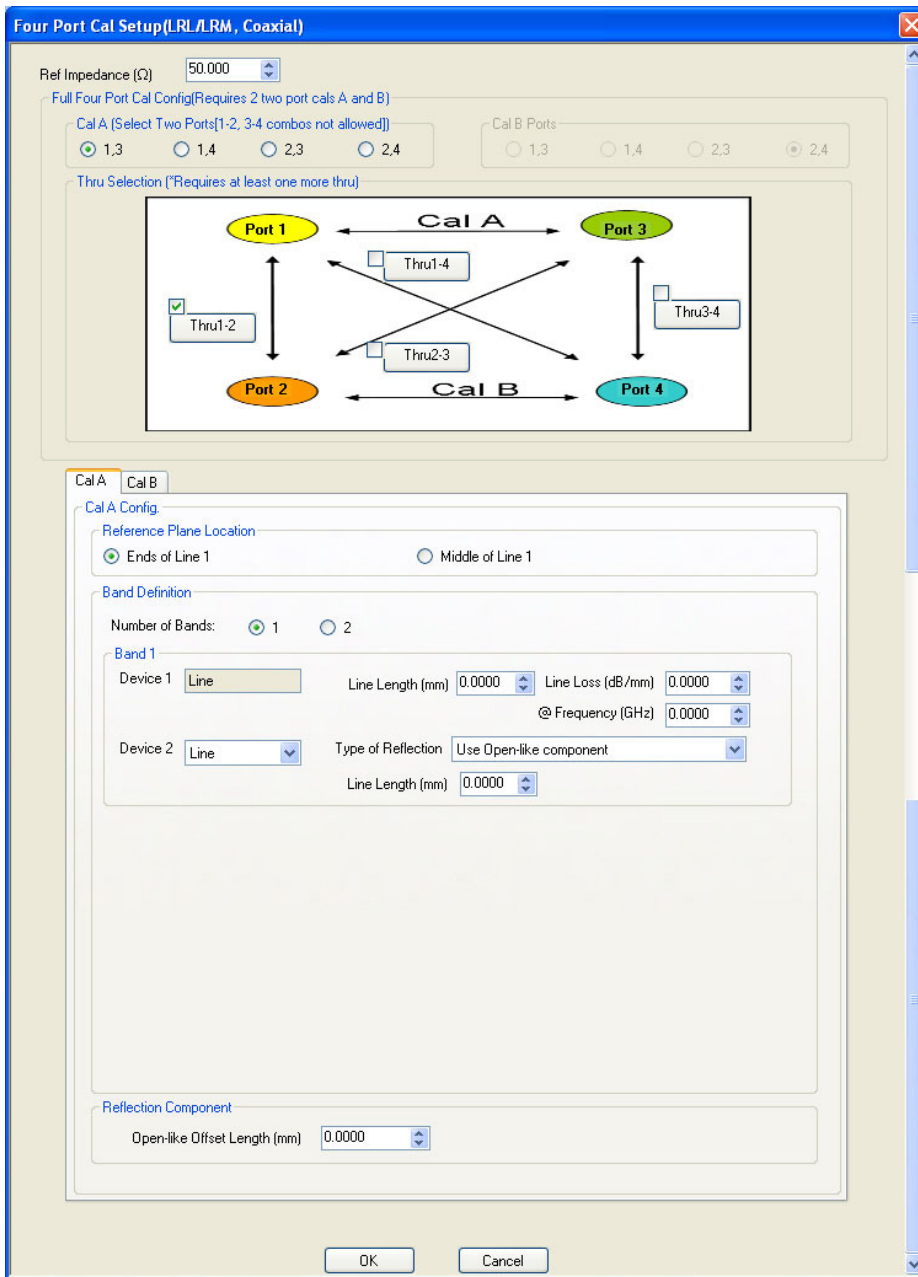 Four Port Cal Setup(LRL/LRM, Coaxial)
Ref Impedance (Ω) 50.000
Full Four Port Cal Config(Requires 2 two port cals A and B)
Cal A (Select Two Ports[1-2, 3-4 combos not allowed])
1,3 1,4 2,3 2,4
Cal B Ports
1,3 1,4 2,3 2,4
Thru Selection (*Requires at least one more thru)
Port 1 Cal A Port 3
Thru1-4
Thru1-2 Thru3-4
Thru2-3
Port 2 Cal B Port 4
Cal A Cal B
Cal A Config.
Reference Plane Location
Ends of Line 1 Middle of Line 1
Band Definition
Number of Bands: 1 2
Band 1
Device 1 Line Line Length (mm) 0.0000 Line Loss (dB/mm) 0.0000
@ Frequency (GHz) 0.0000
Device 2 Line Type of Reflection Use Open-like component
Line Length (mm) 0.0000
Reflection Component
Open-like Offset Length (mm) 0.0000
OK Cancel